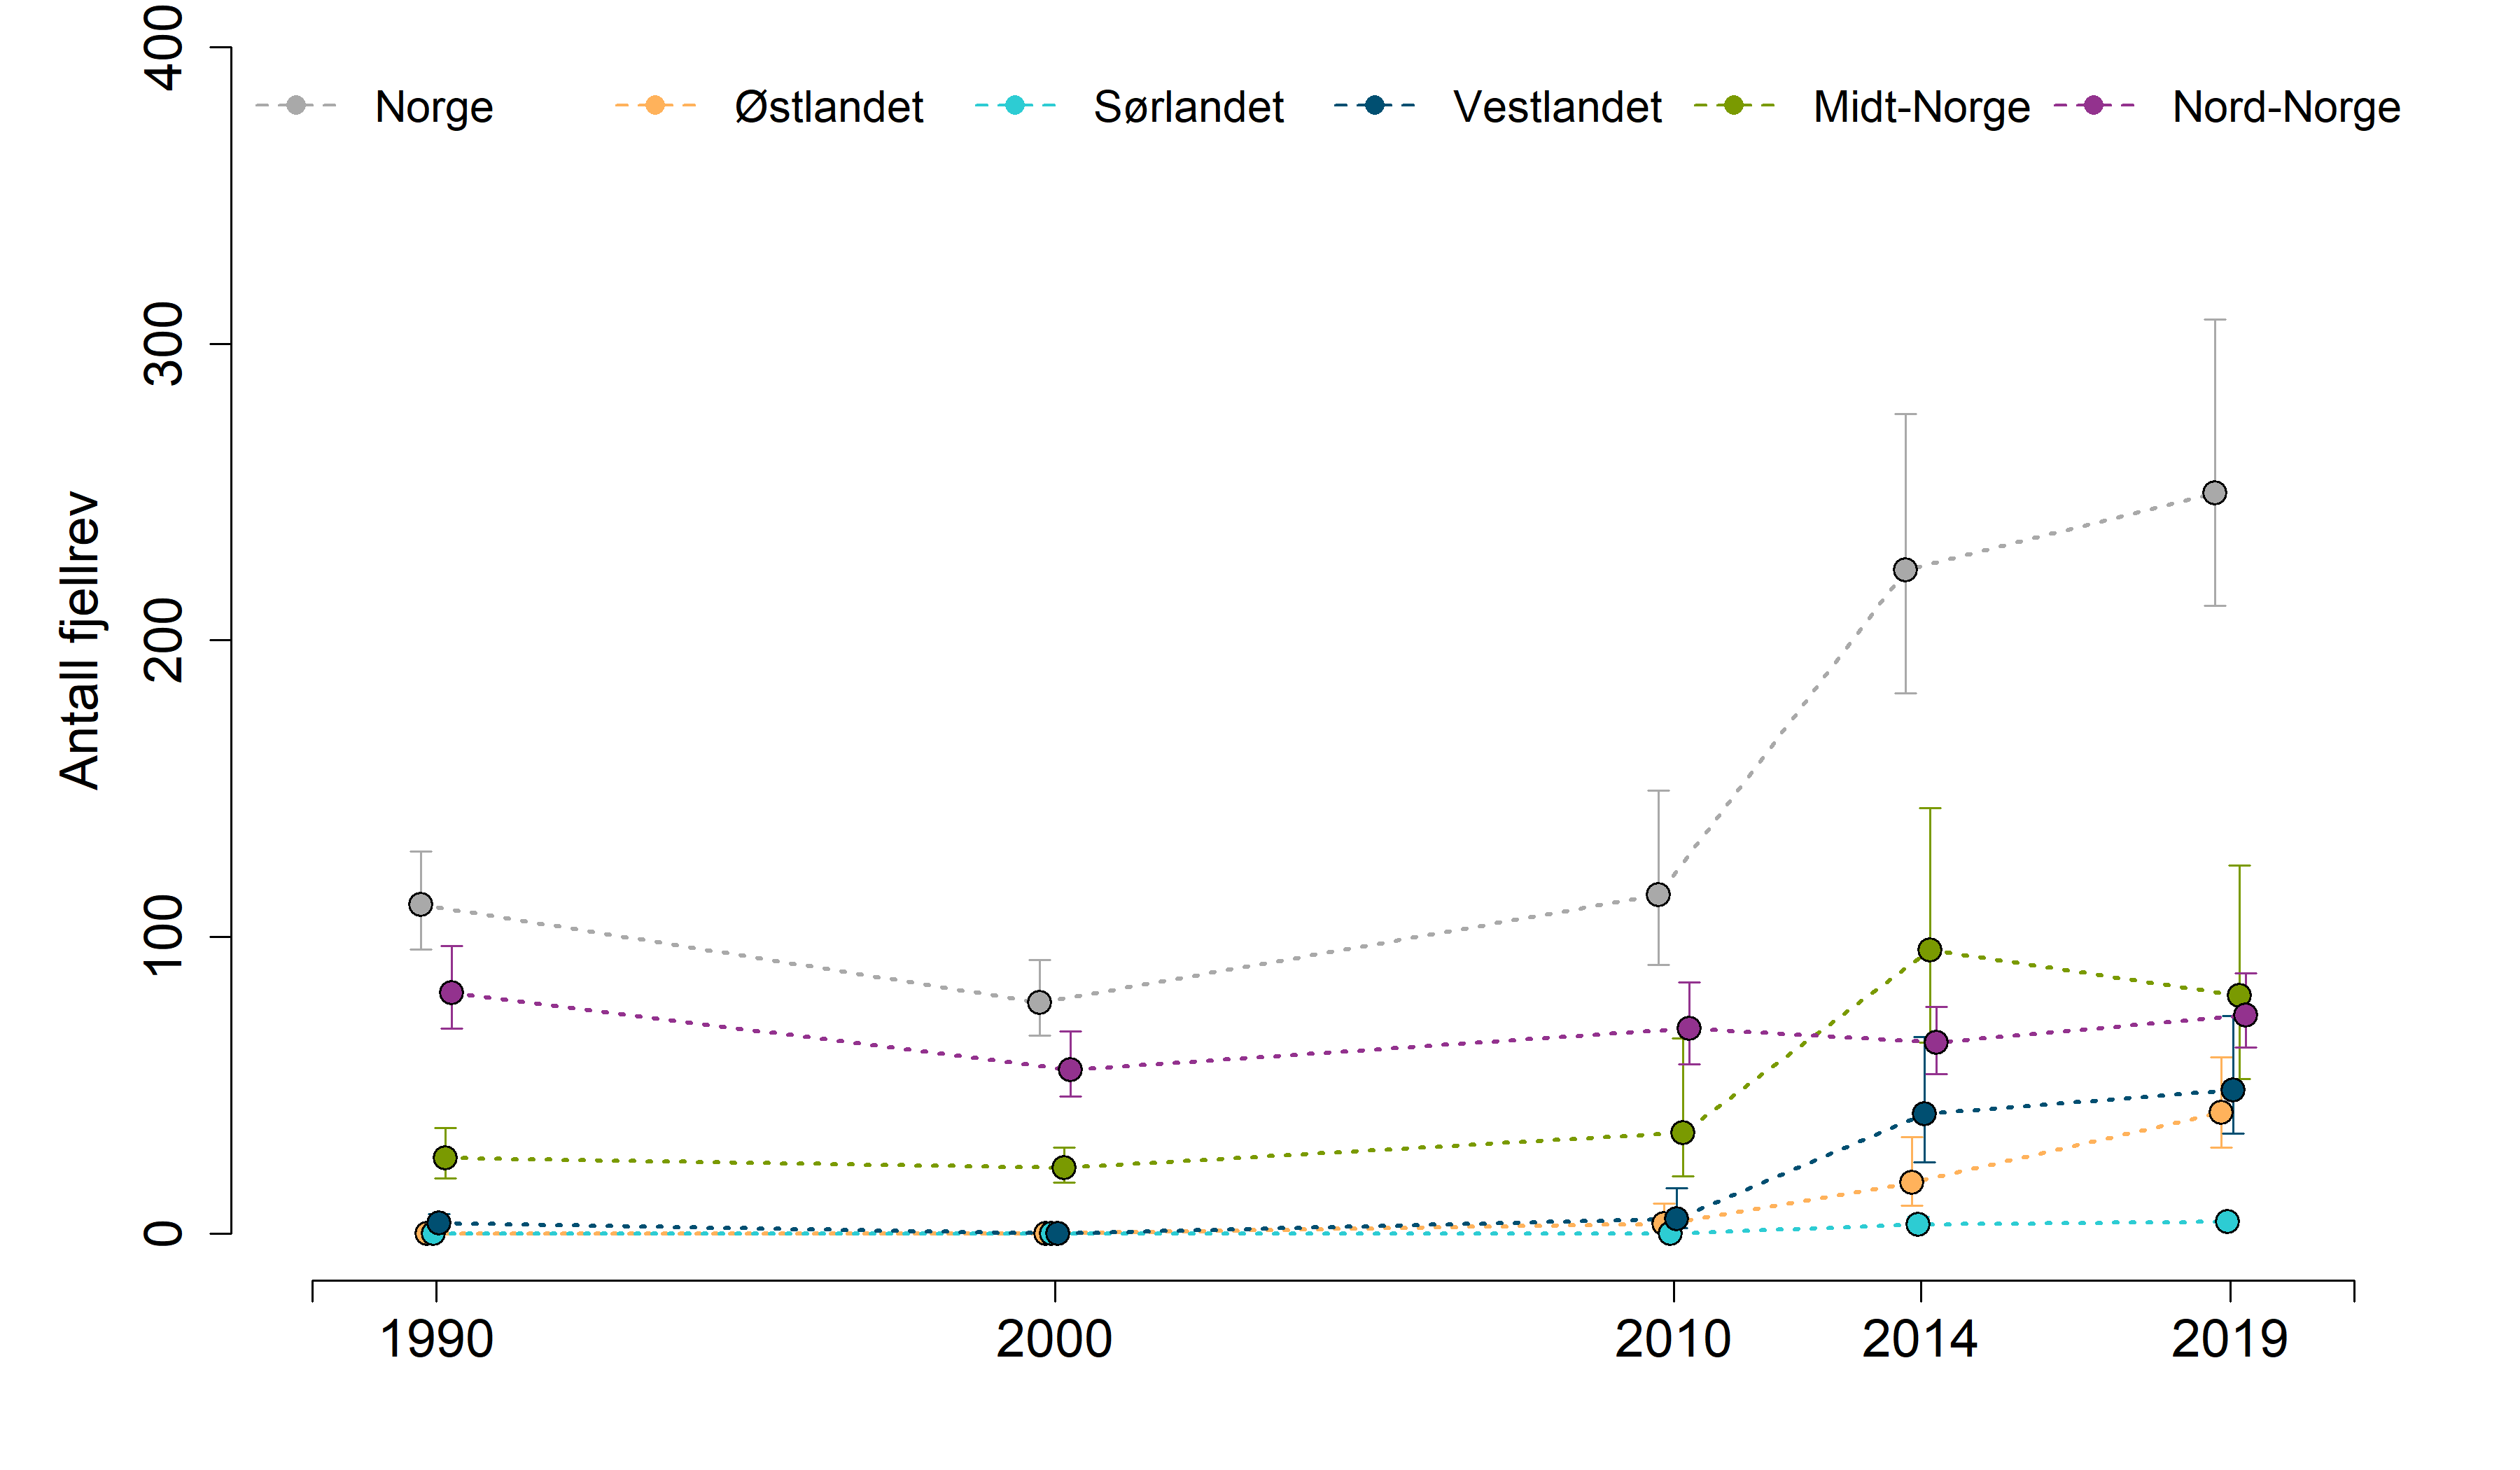 Norge
Østlandet
Sørlandet
Vestlandet
Midt-Norge
Nord-Norge
Antall fjellrev
400
300
200
100
0
1990
2000
2010
2014
2019